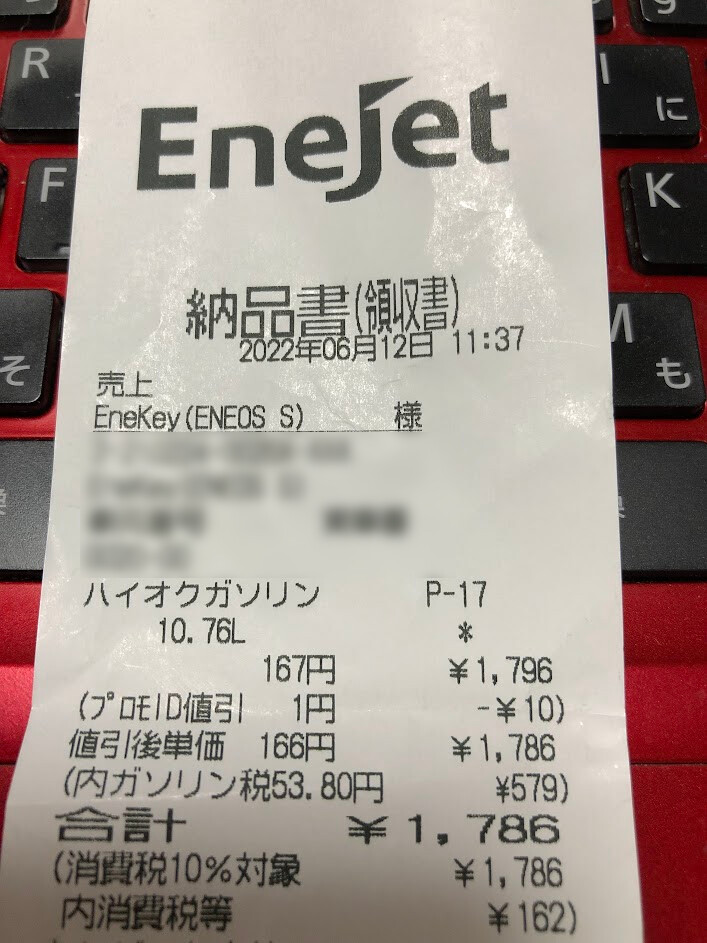 EneJet
納品書(領収書)
2022年06月12日 11:37
売上
EneKey(ENEOS S) 様
ハイオクガソリン P-17
10.76L *
167円 ¥1,796
(プロモID値引 1円 -¥10)
値引後単価 166円 ¥1,786
(内ガソリン税53.80円 ¥579)
合計 ¥1,786
(消費税10%対象 ¥1,786
内消費税等 ¥162)
R
F
そ
I
に
K
M
も